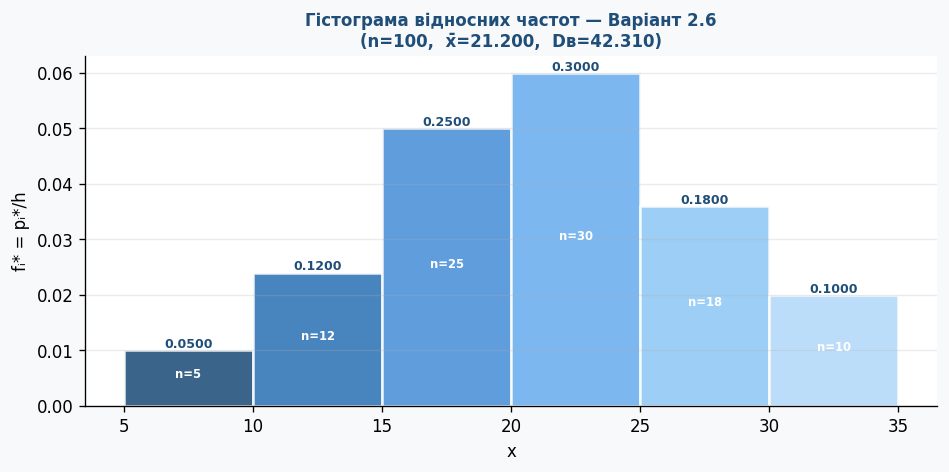 Гістограма відносних частот — Варіант 2.6
(n=100,  x̄=21.200,  Dв=42.310)
fᵢ* = pᵢ*/h
0.06
0.05
0.04
0.03
0.02
0.01
0.00
0.0500
0.1200
0.2500
0.3000
0.1800
0.1000
n=5
n=12
n=25
n=30
n=18
n=10
5
10
15
20
25
30
35
x